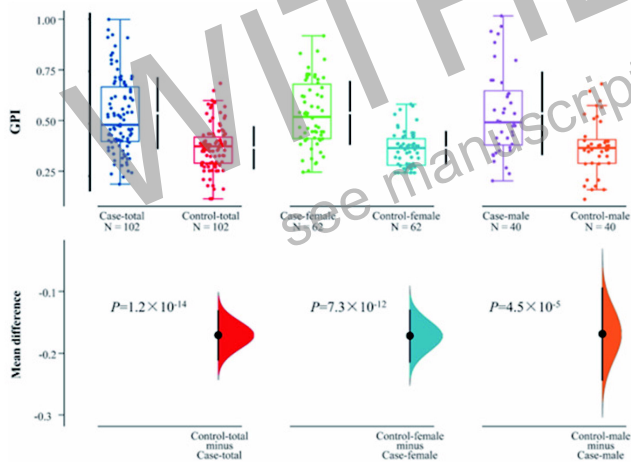 WITHE
see manuscript
1.00
0.75
0.50
0.25
GPI
Case-total
N = 102
Control-total
N = 102
Case-female
N = 62
Control-female
N = 62
Case-male
N = 40
Control-male
N = 40
-0.1
-0.2
-0.3
Mean difference
P=1.2×10-14
P=7.3×10-12
P=4.5×10-5
Control-total
minus
Case-total
Control-female
minus
Case-female
Control-male
minus
Case-male